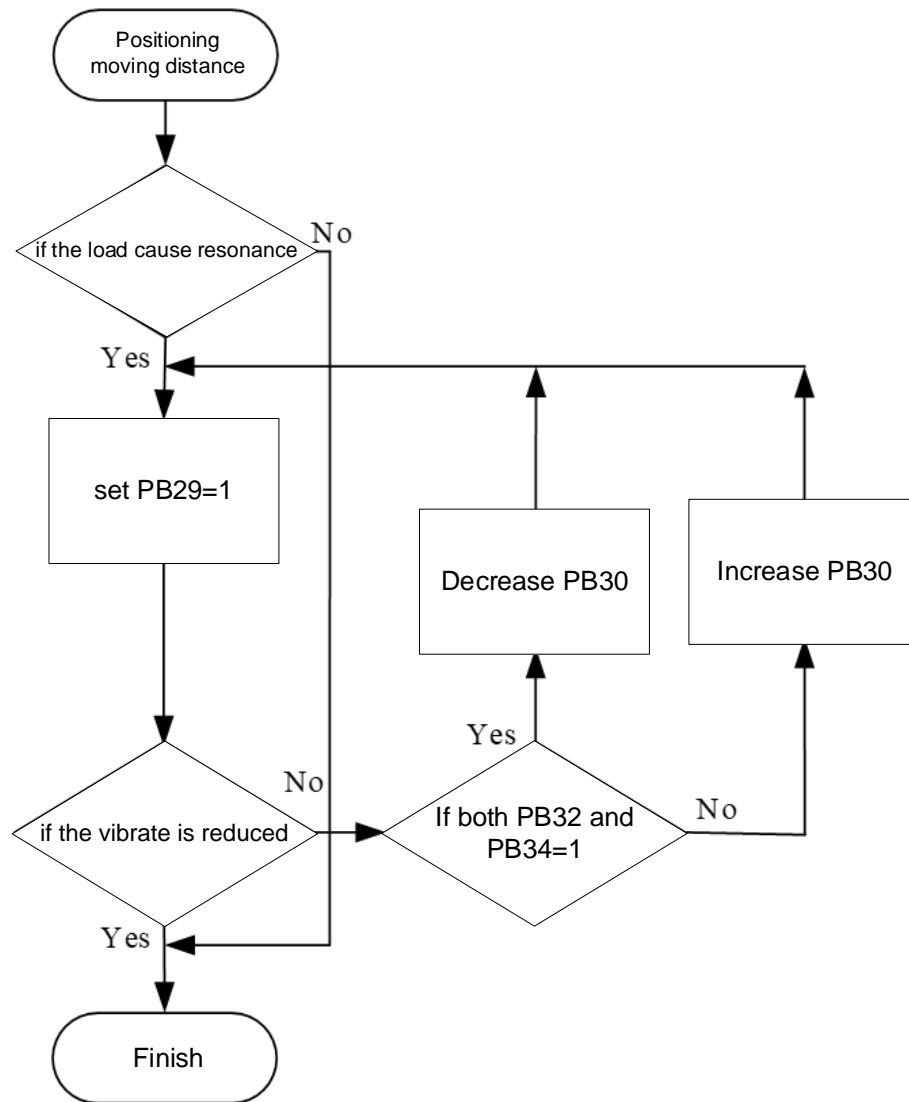 Positioning
moving distance
if the load cause resonance
No
Yes
set PB29=1
Decrease PB30
Increase PB30
if the vibrate is reduced
No
Yes
If both PB32 and
PB34=1
Yes
No
Finish